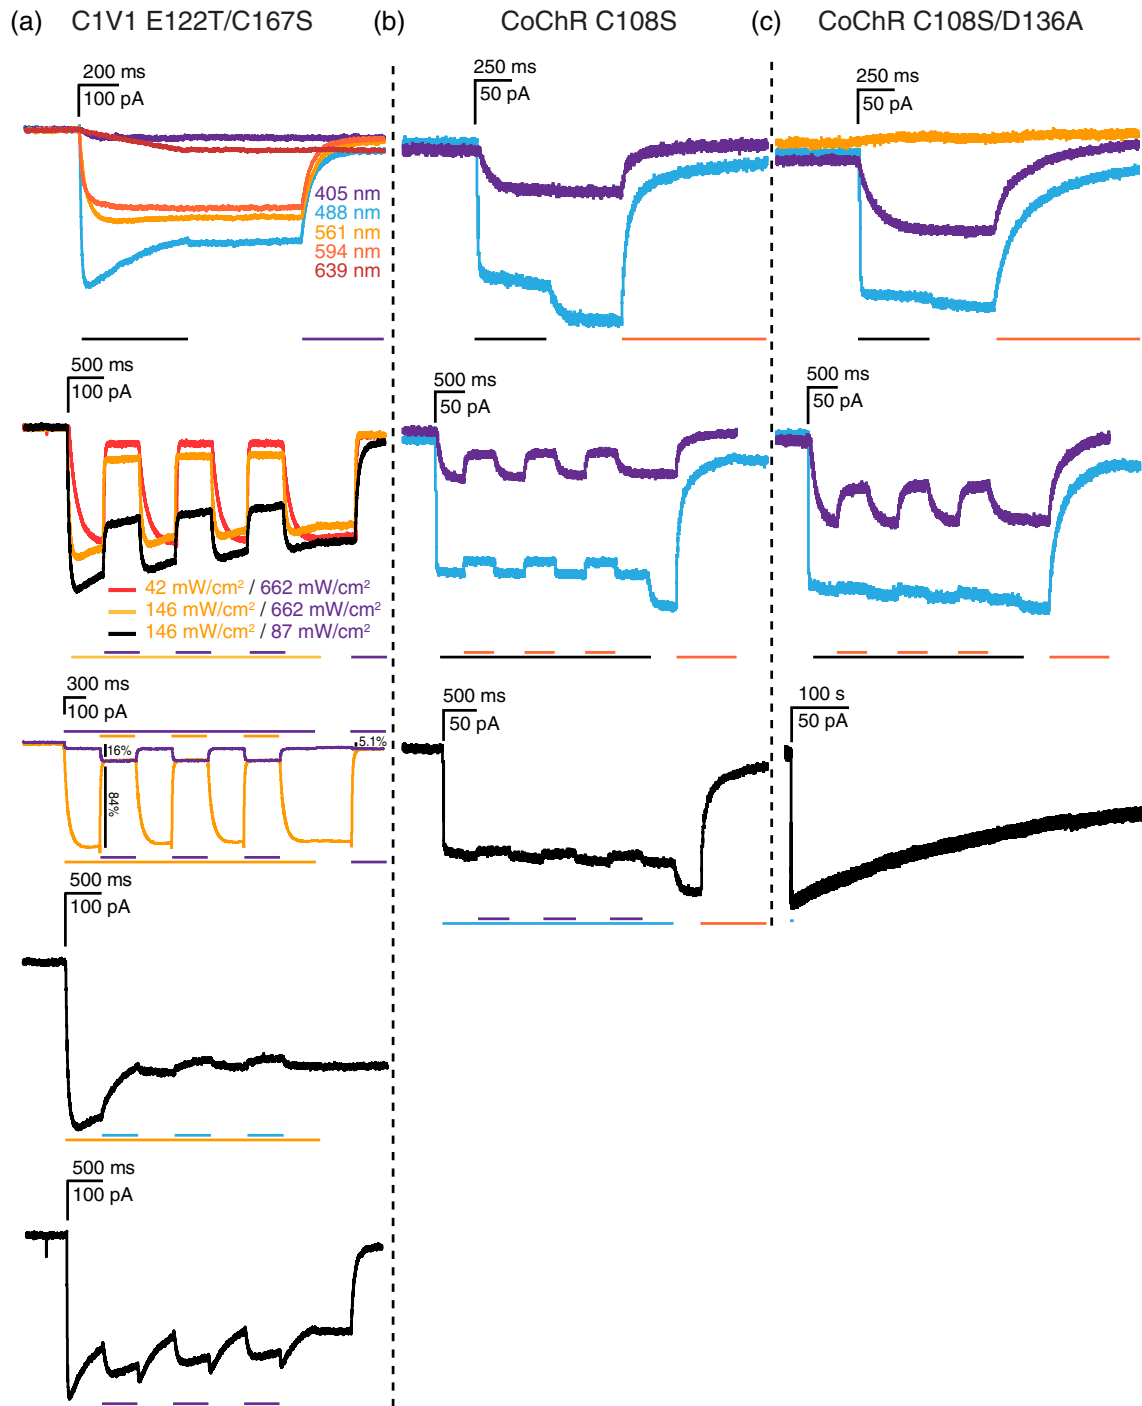 (a) C1V1 E122T/C167S
(b) CoChR C108S
(c) CoChR C108S/D136A
200 ms
100 pA
405 nm
488 nm
561 nm
594 nm
639 nm
500 ms
100 pA
42 mW/cm² / 662 mW/cm²
146 mW/cm² / 662 mW/cm²
146 mW/cm² / 87 mW/cm²
300 ms
100 pA
16%
84%
5.1%
500 ms
100 pA
500 ms
100 pA
250 ms
50 pA
500 ms
50 pA
500 ms
50 pA
250 ms
50 pA
500 ms
50 pA
100 s
50 pA